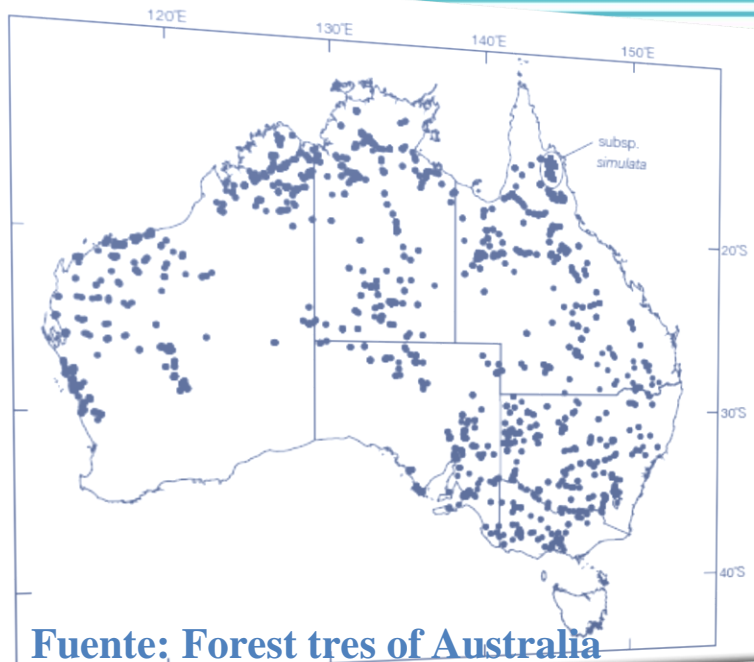 120°E
130°E
140°E
150°E
subsp.
simulata
20°S
30°S
40°S
Fuente: Forest tres of Australia